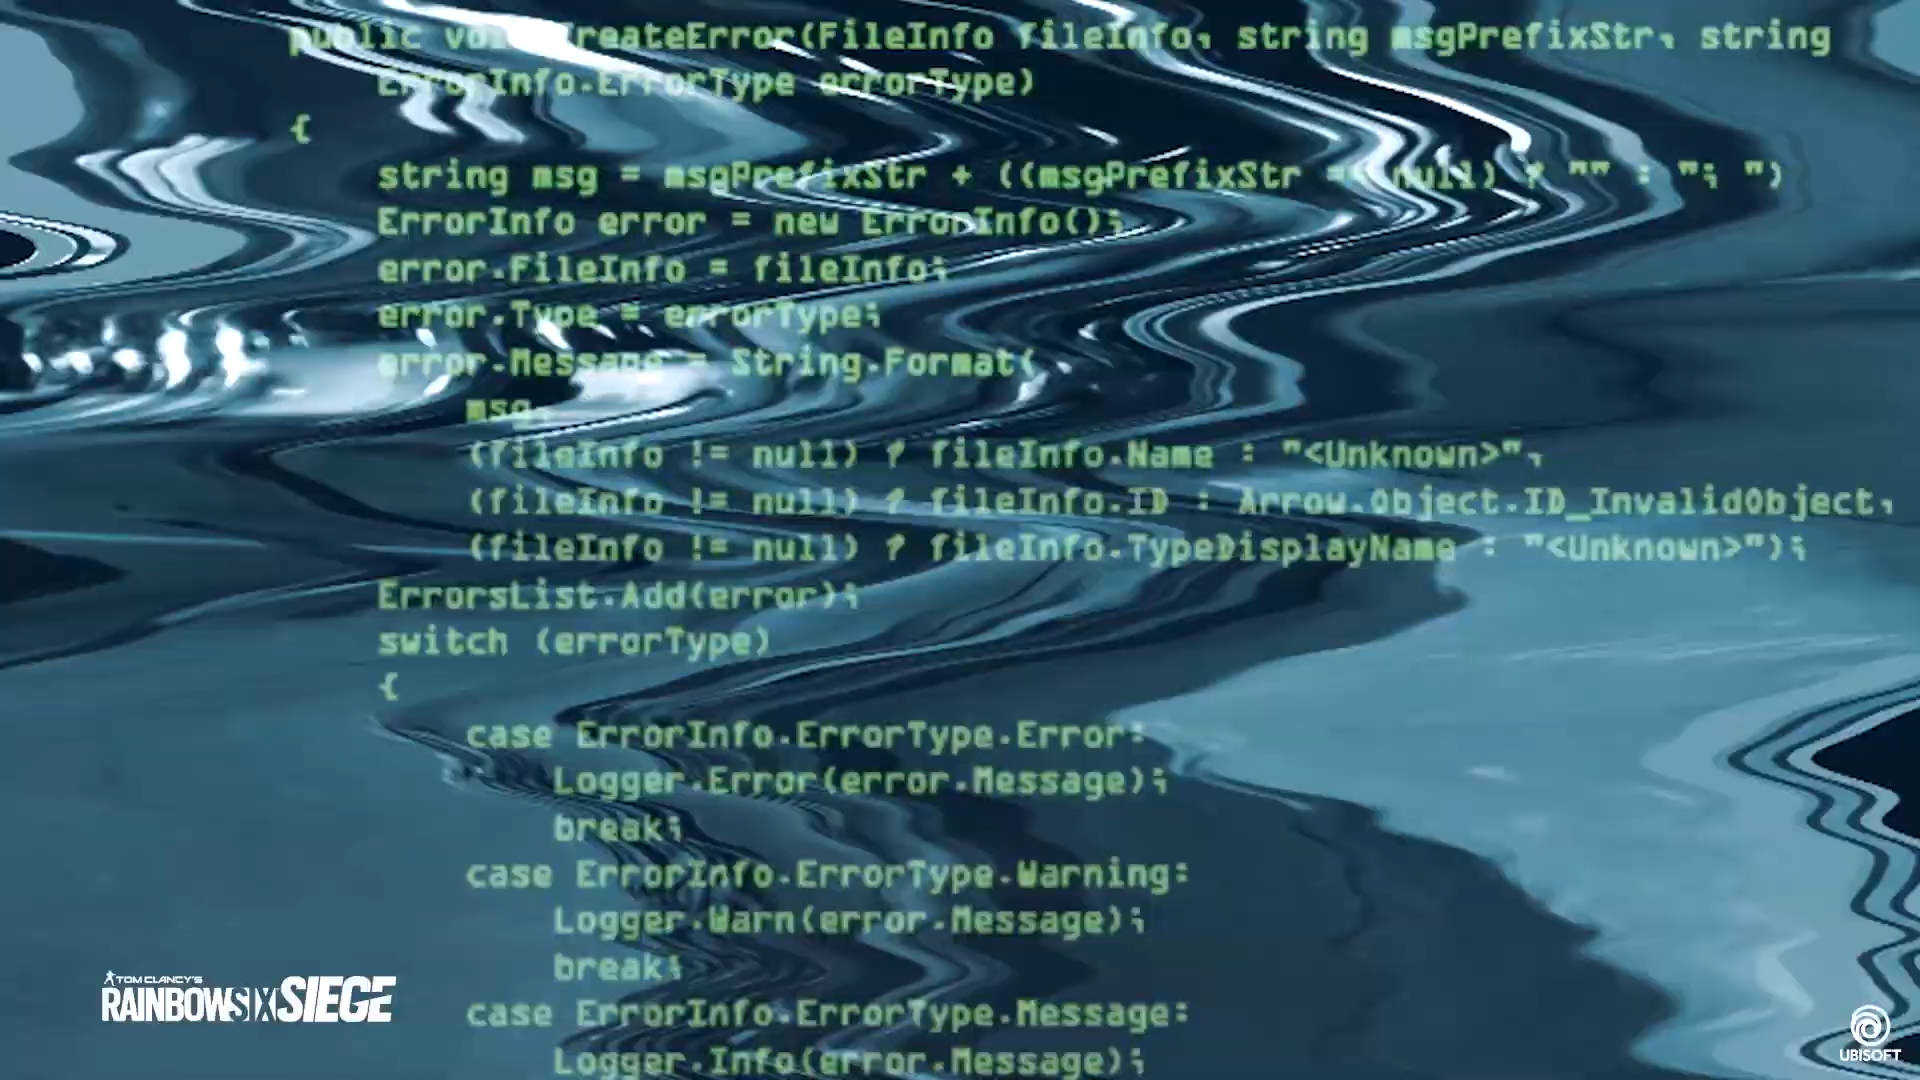 public void CreateError(FileInfo fileInfo, string msgPrefixStr, string
ErrorInfo.ErrorType errorType)
{
string msg = msgPrefixStr + ((msgPrefixStr == null) ? "" : "; ")
ErrorInfo error = new ErrorInfo();
error.FileInfo = fileInfo;
error.Type = errorType;
error.Message = String.Format(
msg,
(fileInfo != null) ? fileInfo.Name : "<Unknown>",
(fileInfo != null) ? fileInfo.ID : Arrow.Object.ID_InvalidObject,
(fileInfo != null) ? fileInfo.TypeDisplayName : "<Unknown>");
ErrorsList.Add(error);
switch (errorType)
{
case ErrorInfo.ErrorType.Error:
Logger.Error(error.Message);
break;
case ErrorInfo.ErrorType.Warning:
Logger.Warn(error.Message);
break;
case ErrorInfo.ErrorType.Message:
Logger.Info(error.Message);
TOM CLANCY'S
RAINBOWSIX SIEGE
UBISOFT